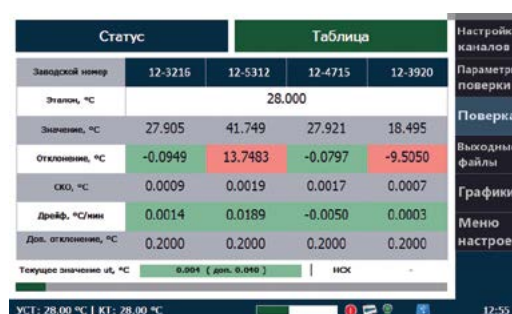 Статус
Таблица
Заводской номер 12-3216 12-5312 12-4715 12-3920
Эталон, °C 28.000
Значение, °C 27.905 41.749 27.921 18.495
Отклонение, °C -0.0949 13.7483 -0.0797 -9.5050
СКО, °C 0.0009 0.0019 0.0017 0.0007
Дрейф, °C/мин 0.0014 0.0189 -0.0050 0.0003
Доп. отклонение, °C 0.2000 0.2000 0.2000 0.2000
Текущее значение ut, °C 0.004 ( доп. 0.040 ) | НСХ -
УСТ: 28.00 °C | КТ: 28.00 °C
Настройк
каналов
Параметр
поверки
Поверка
Выходны
файлы
Графики
Меню
настрое
12:55